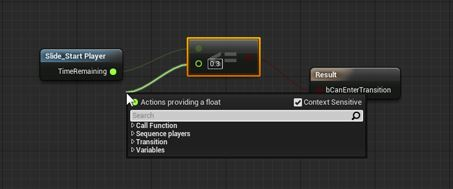 Slide_Start Player
TimeRemaining
<=
0.3
Result
bCanEnterTransition
Actions providing a float
Context Sensitive
Search
Call Function
Sequence players
Transition
Variables